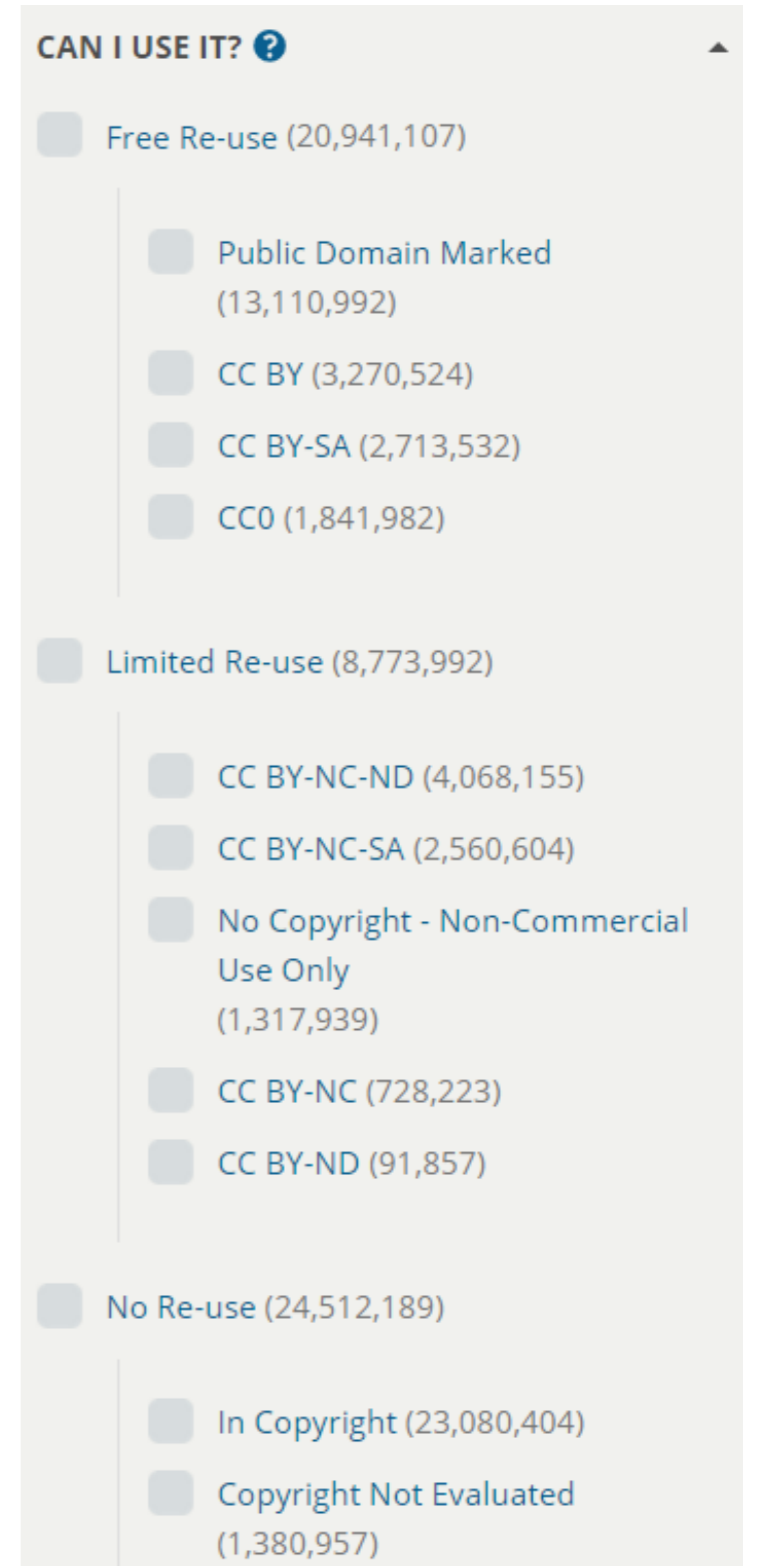 CAN I USE IT? ?
Free Re-use (20,941,107)
Public Domain Marked
(13,110,992)
CC BY (3,270,524)
CC BY-SA (2,713,532)
CC0 (1,841,982)
Limited Re-use (8,773,992)
CC BY-NC-ND (4,068,155)
CC BY-NC-SA (2,560,604)
No Copyright - Non-Commercial
Use Only
(1,317,939)
CC BY-NC (728,223)
CC BY-ND (91,857)
No Re-use (24,512,189)
In Copyright (23,080,404)
Copyright Not Evaluated
(1,380,957)